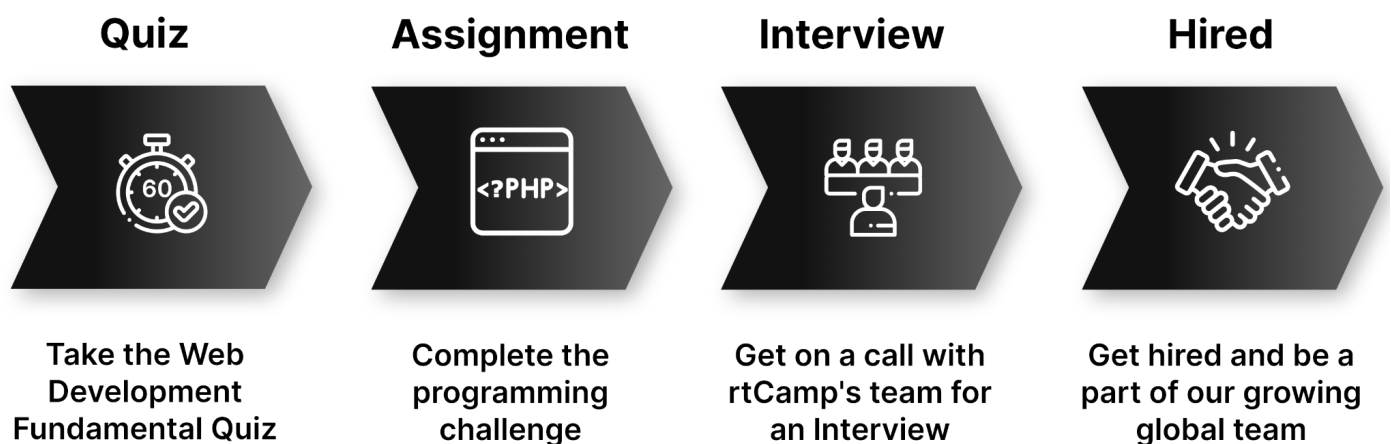 Quiz
Assignment
Interview
Hired
60
<?PHP>
Take the Web
Development
Fundamental Quiz
Complete the
programming
challenge
Get on a call with
rtCamp's team for
an Interview
Get hired and be a
part of our growing
global team